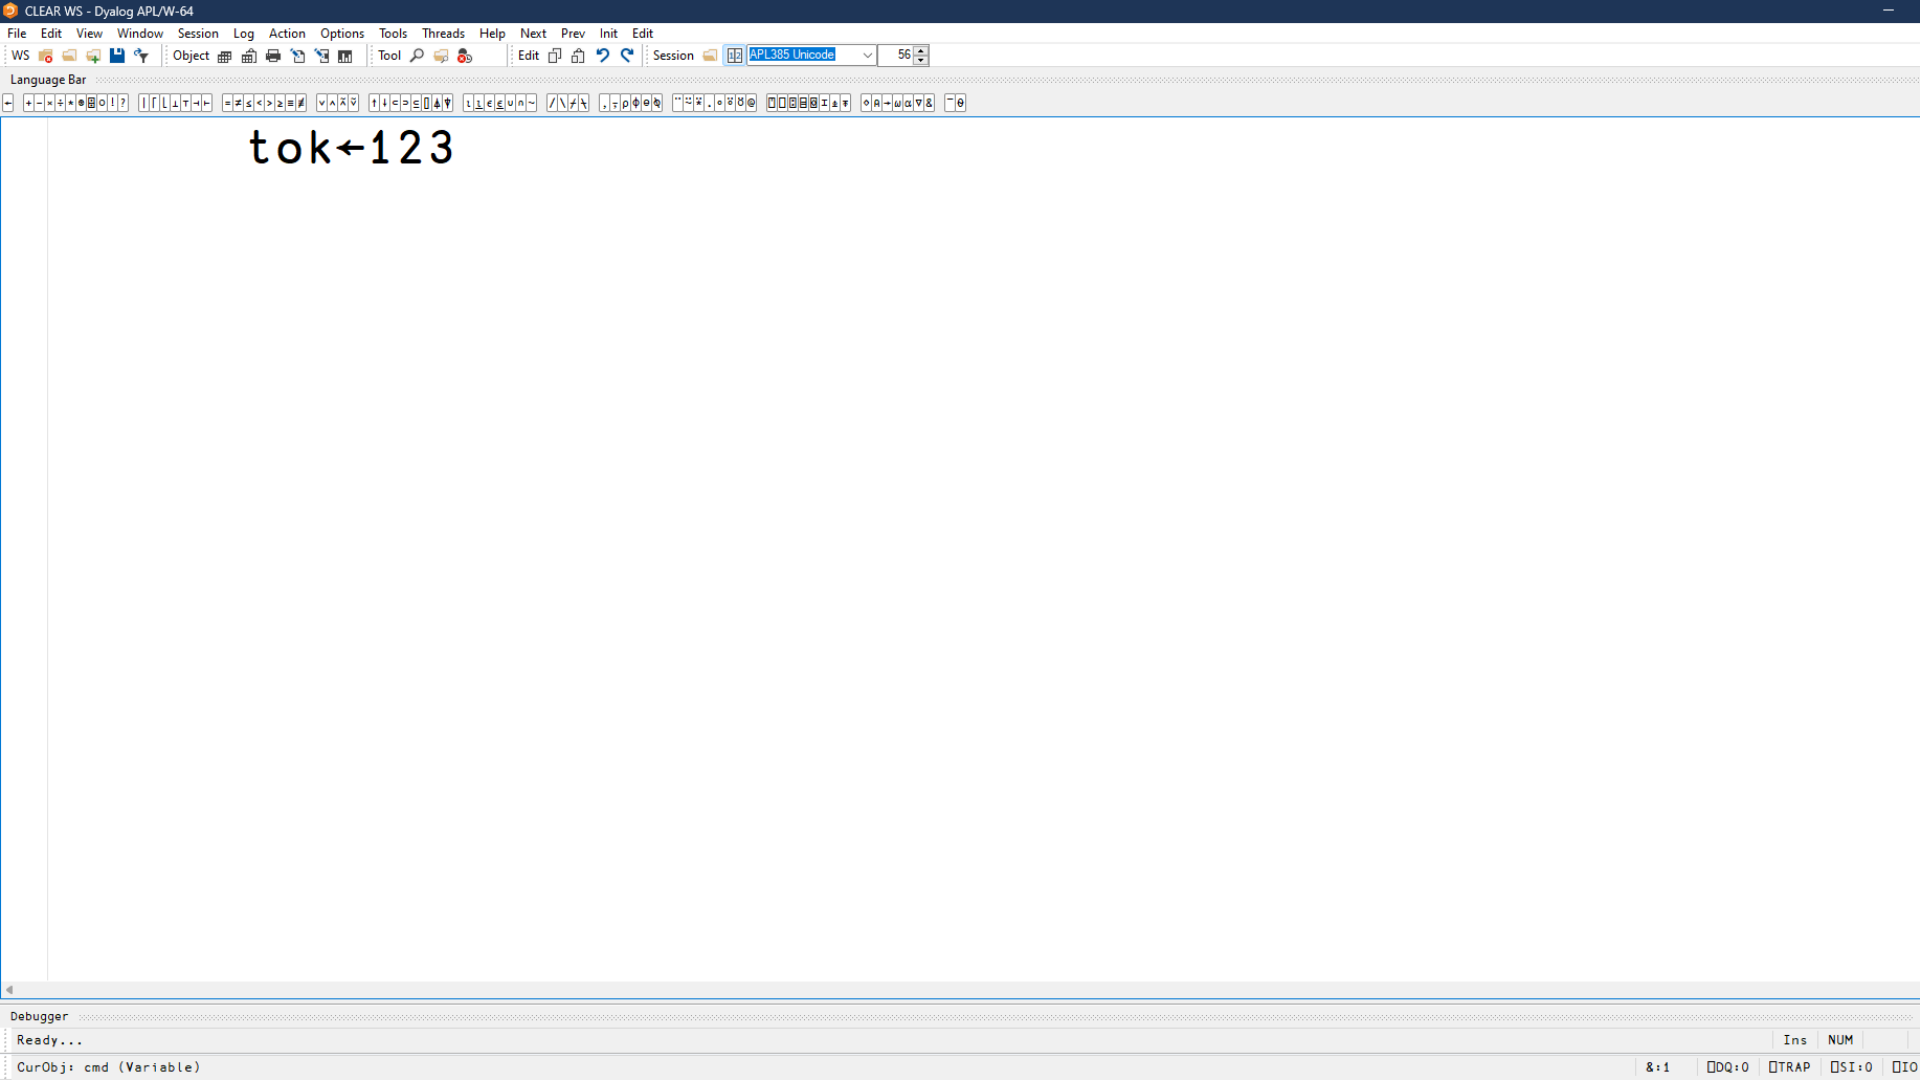 CLEAR WS - Dyalog APL/W-64
File Edit View Window Session Log Action Options Tools Threads Help Next Prev Init Edit
WS Object Tool Edit Session APL385 Unicode 56
Language Bar
← + - × ÷ * ⍟ ⌹ ○ ! ? | ⌈ ⌊ ⊥ ⊤ ⊣ ⊢ = ≠ ≤ < > ≥ ≡ ≢ ∨ ∧ ⍲ ⍱ ↑ ↓ ⊂ ⊃ ⊆ ⌷ ⍋ ⍒ ⍳ ⍸ ∊ ⍷ ∪ ∩ ~ / \ ⌿ ⍀ , ⍪ ⍴ ⌽ ⊖ ⍉ ¨ ⍨ ⍣ . ∘ ⍤ ⍥ @ ⍞ ⎕ ⍠ ⌸ ⌺ ⌶ ⍎ ⍕ ⋄ ⍝ → ⍵ ⍺ ∇ & ¯ ⍬
tok←123
Debugger
Ready...
Ins NUM
CurObj: cmd (Variable)
&:1 ⎕DQ:0 ⎕TRAP ⎕SI:0 ⎕IO